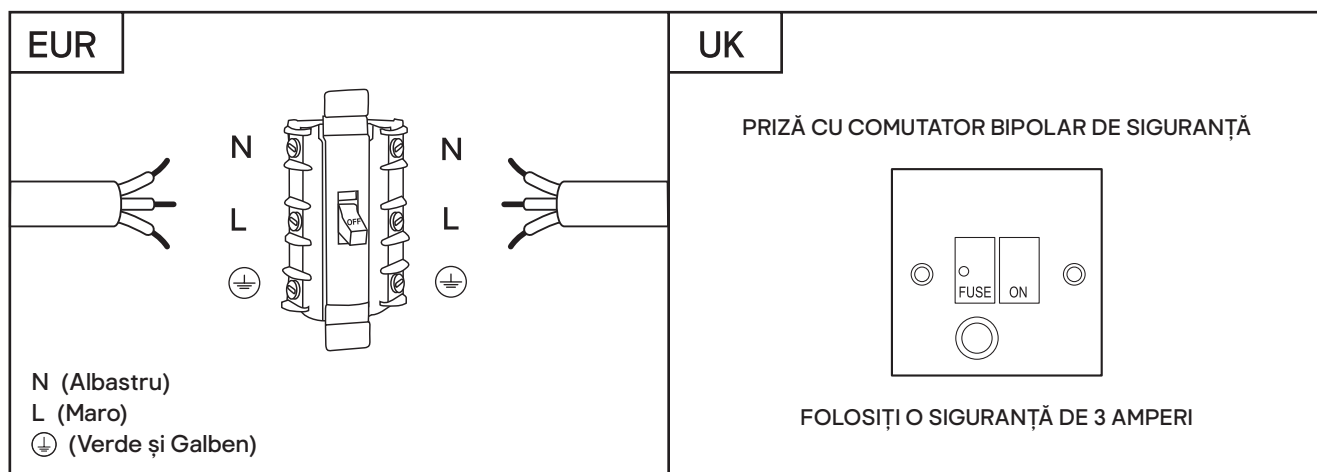 EUR
N
L
OFF
N
L
N (Albastru)
L (Maro)
(Verde și Galben)
UK
PRIZĂ CU COMUTATOR BIPOLAR DE SIGURANȚĂ
FUSE
ON
FOLOSIȚI O SIGURANȚĂ DE 3 AMPERI